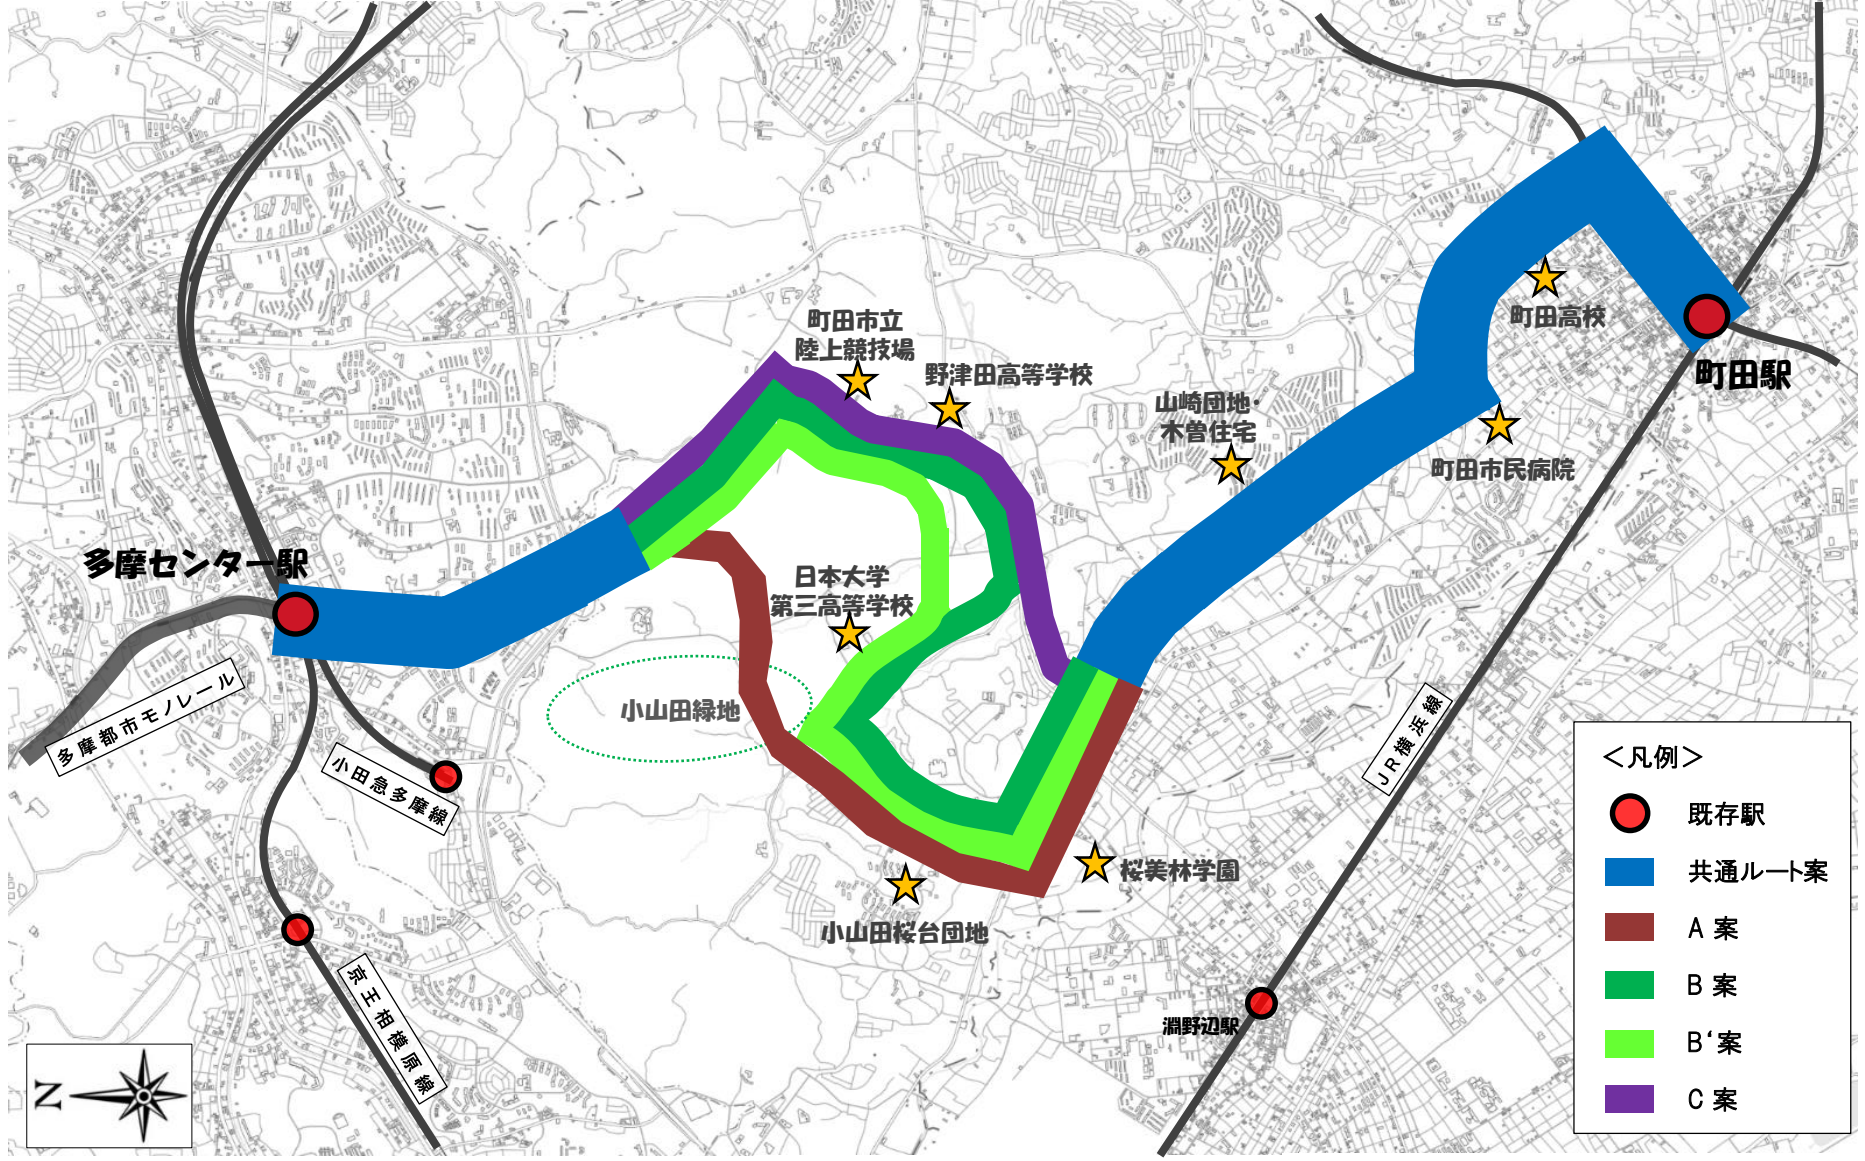 町田市立
陸上競技場
野津田高等学校
山崎団地・
木曽住宅
町田高校
町田駅
町田市民病院
多摩センター駅
日本大学
第三高等学校
小山田緑地
多摩都市モノレール
小田急多摩線
京王相模原線
JR横浜線
桜美林学園
小山田桜台団地
淵野辺駅
N
＜凡例＞
既存駅
共通ルート案
A 案
B 案
B‘案
C 案